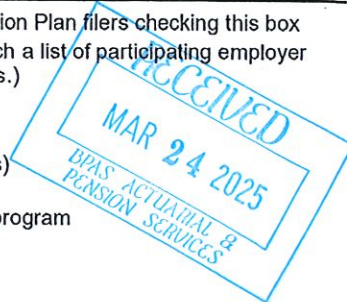 ion Plan filers checking this box
ch a list of participating employer
s.)
RECEIVED
MAR 24 2025
BPAS ACTUARIAL &
PENSION SERVICES
s)
program